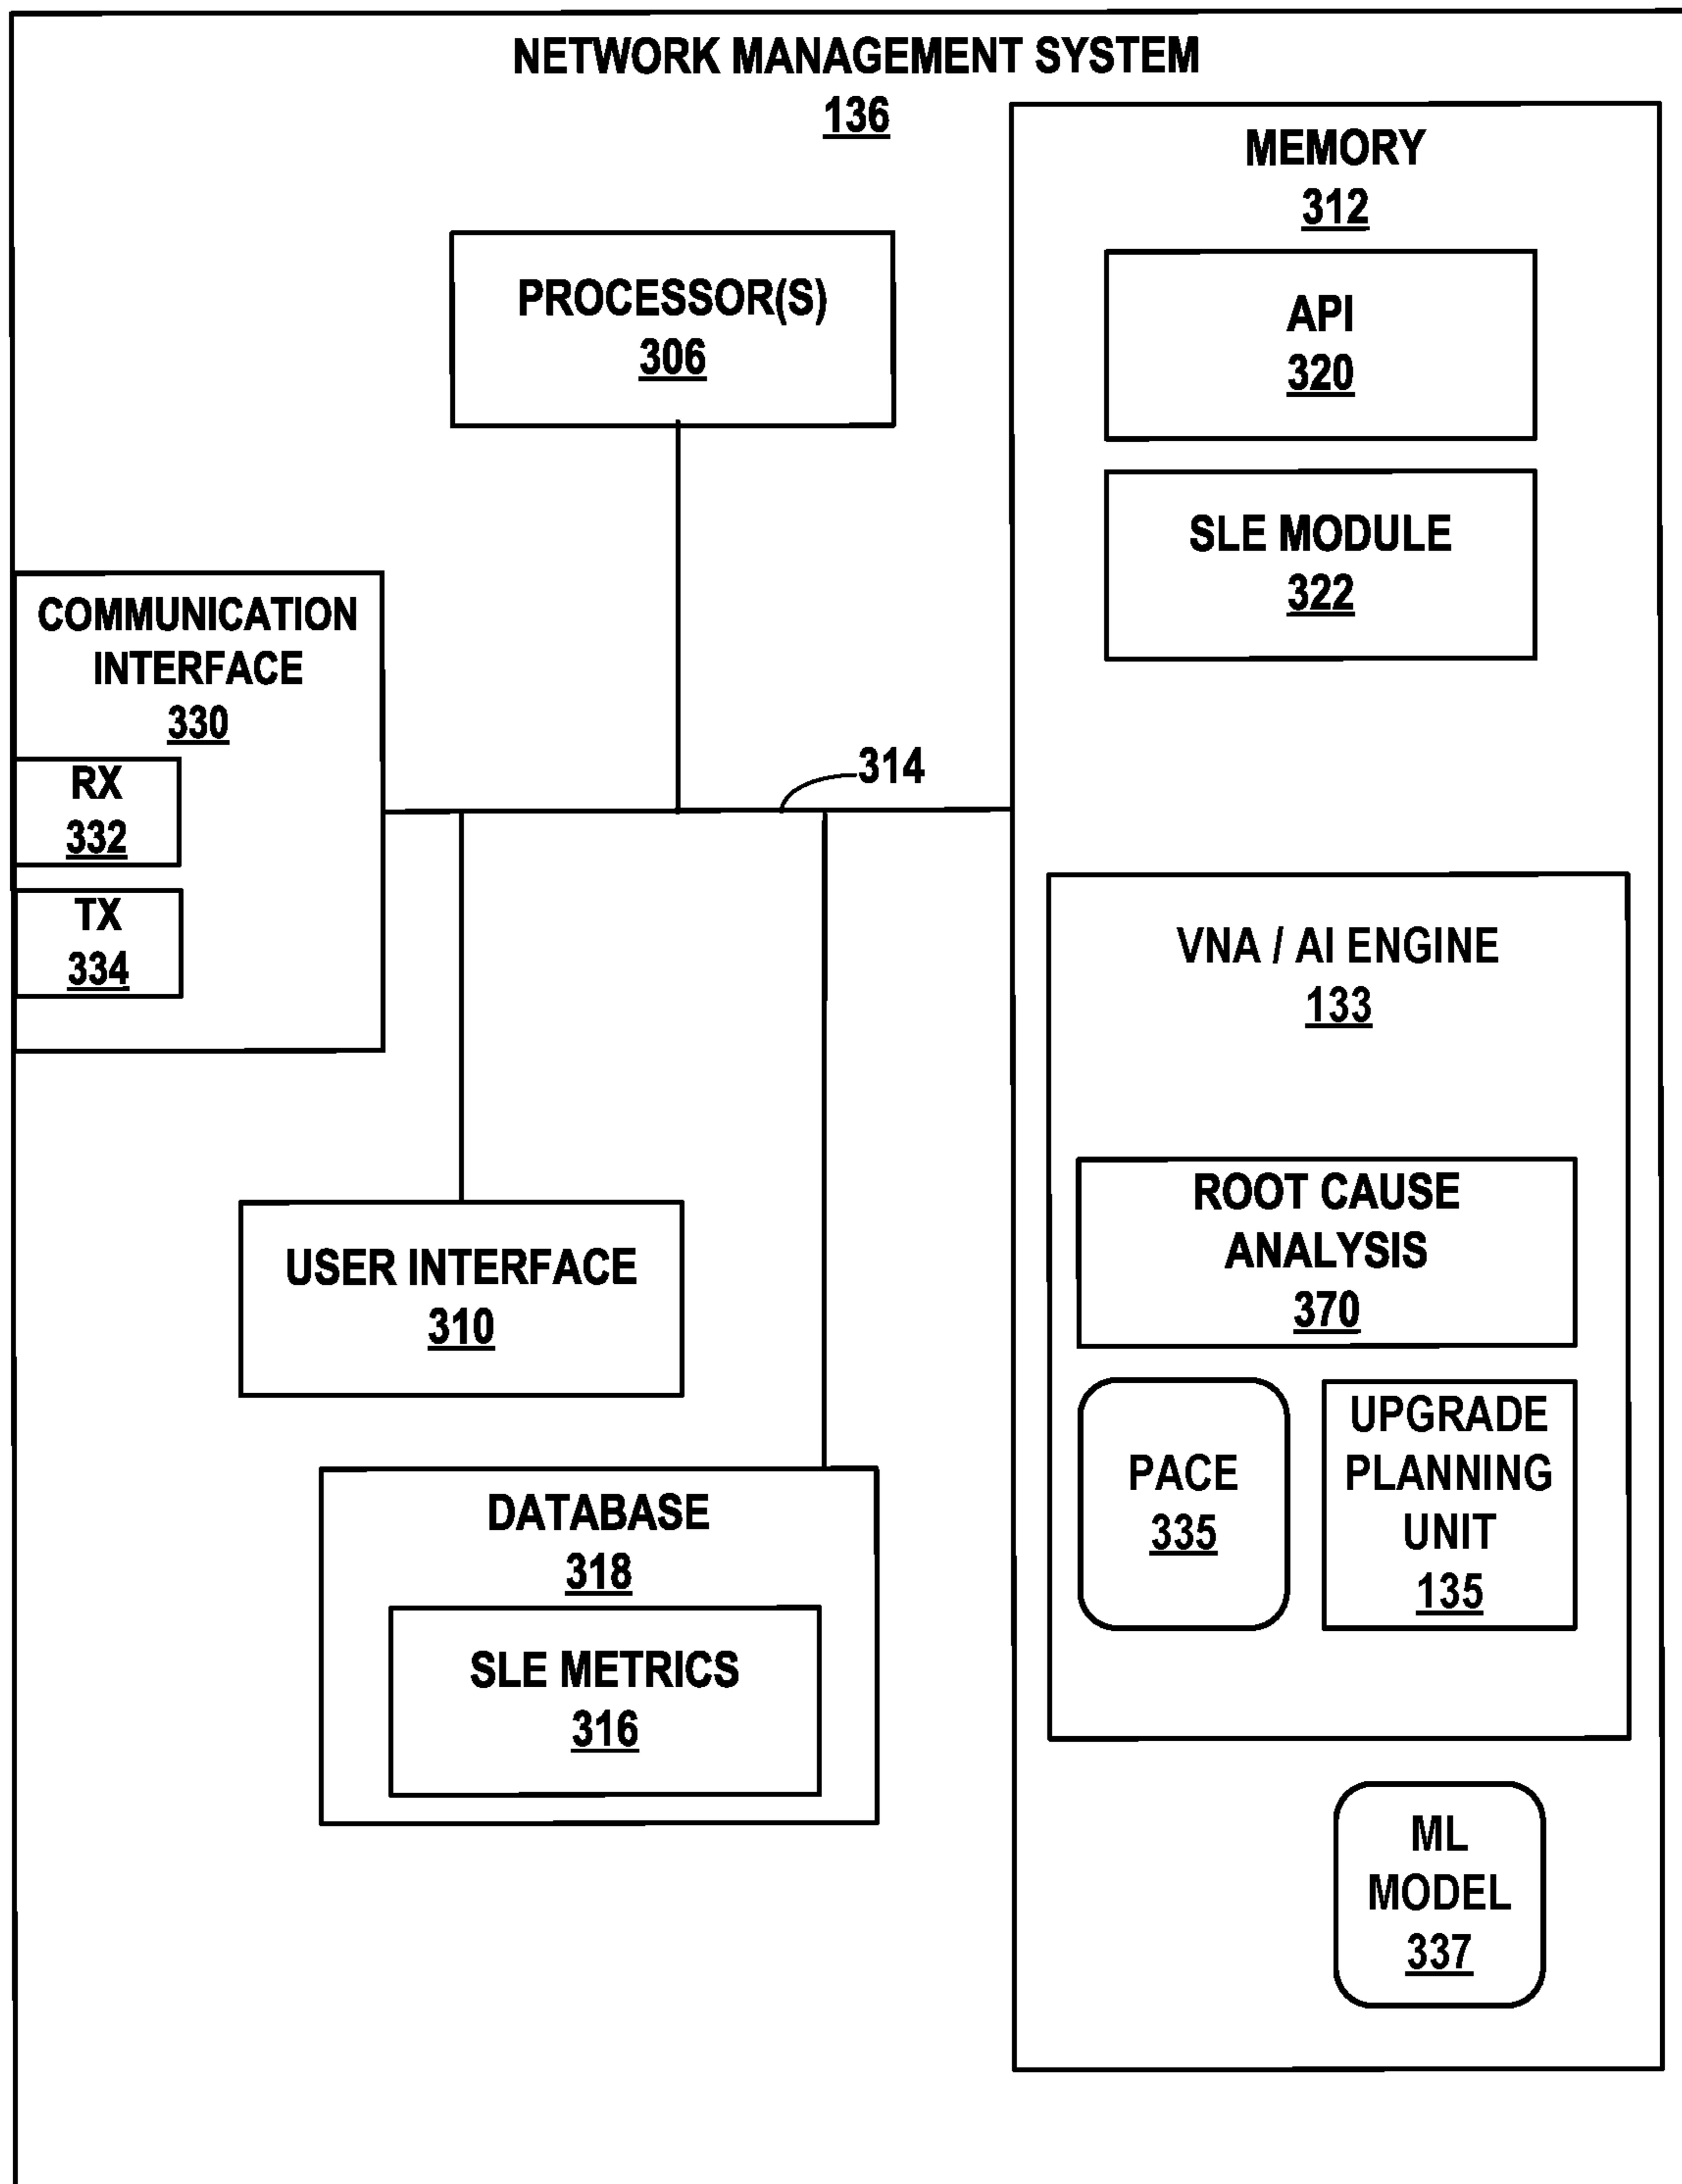 NETWORK MANAGEMENT SYSTEM
136
MEMORY
312
API
320
SLE MODULE
322
PROCESSOR(S)
306
COMMUNICATION
INTERFACE
330
RX
332
TX
334
314
VNA / AI ENGINE
133
ROOT CAUSE
ANALYSIS
370
PACE
335
UPGRADE
PLANNING
UNIT
135
USER INTERFACE
310
DATABASE
318
SLE METRICS
316
ML
MODEL
337